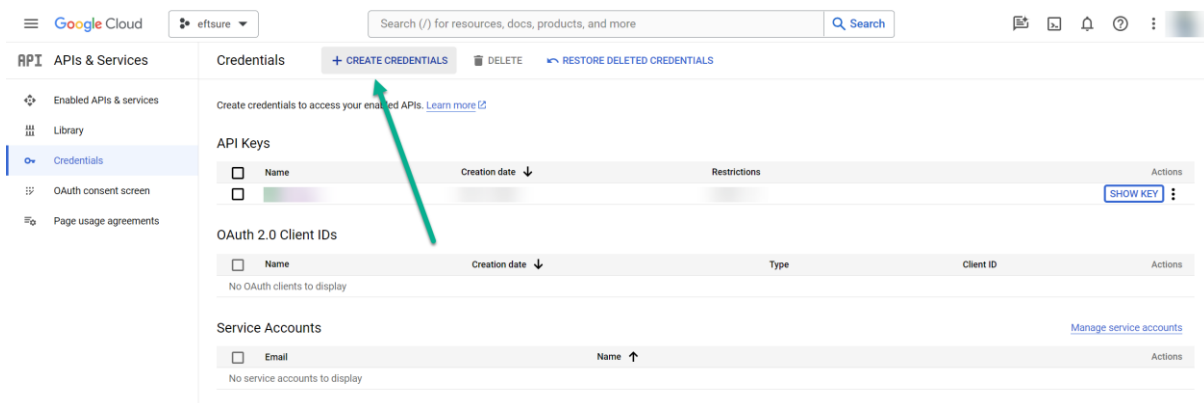 Google Cloud eftsure Search (/) for resources, docs, products, and more Search
API APIs & Services Credentials + CREATE CREDENTIALS DELETE RESTORE DELETED CREDENTIALS
Enabled APIs & services
Create credentials to access your enabled APIs. Learn more
Library
API Keys
Credentials
Name Creation date Restrictions Actions
OAuth consent screen
SHOW KEY
Page usage agreements
OAuth 2.0 Client IDs
Name Creation date Type Client ID Actions
No OAuth clients to display
Service Accounts Manage service accounts
Email Name Actions
No service accounts to display